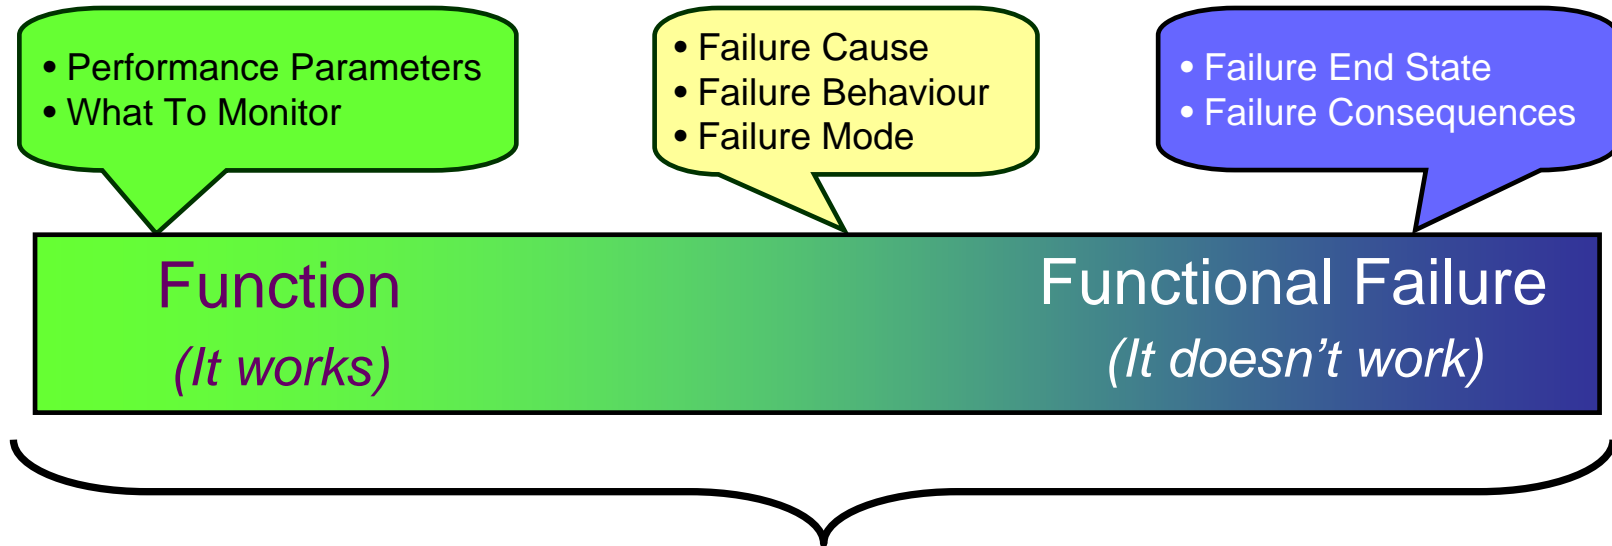 • Performance Parameters
• What To Monitor
• Failure Cause
• Failure Behaviour
• Failure Mode
• Failure End State
• Failure Consequences
Function
(It works)
Functional Failure
(It doesn’t work)